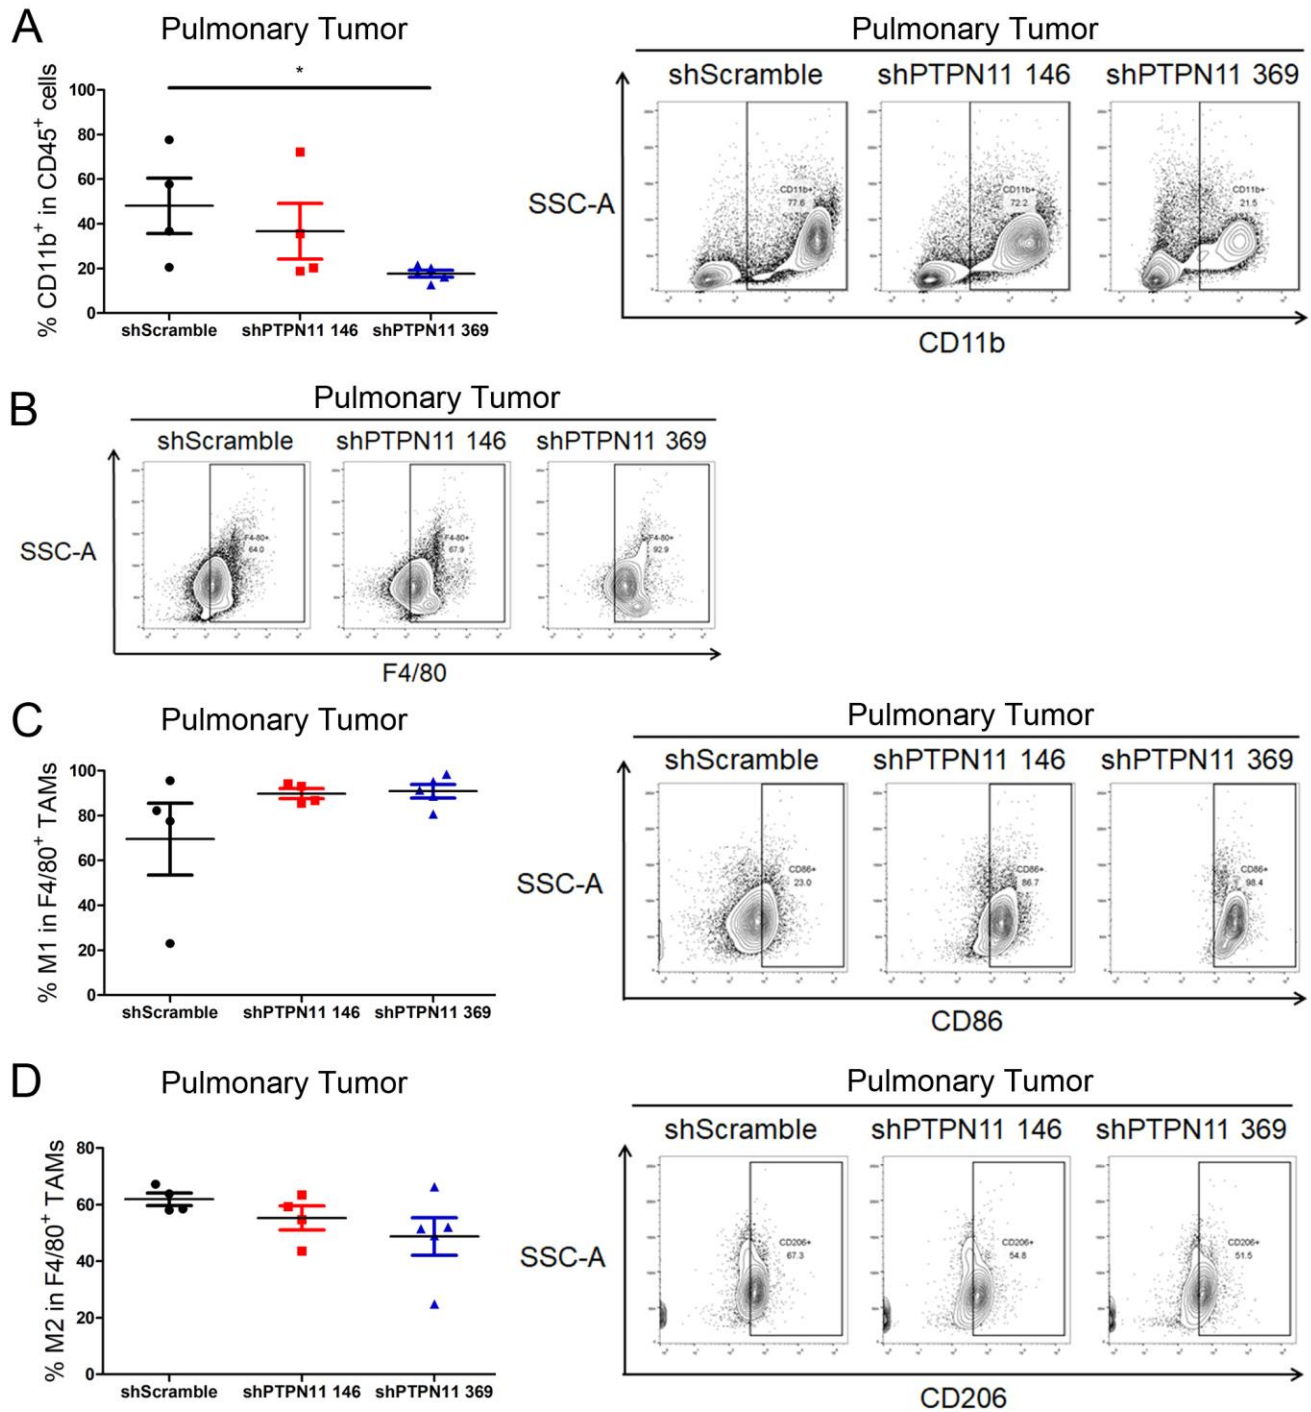 A
Pulmonary Tumor
% CD11b⁺ in CD45⁺ cells
100
80
60
40
20
0
*
shScramble
shPTPN11 146
shPTPN11 369
Pulmonary Tumor
shScramble
shPTPN11 146
shPTPN11 369
SSC-A
CD11b+
77.6
CD11b+
72.2
CD11b+
21.5
CD11b
B
Pulmonary Tumor
shScramble
shPTPN11 146
shPTPN11 369
SSC-A
F4-80+
64.0
F4-80+
67.9
F4-80+
92.9
F4/80
C
Pulmonary Tumor
% M1 in F4/80⁺ TAMs
100
80
60
40
20
0
shScramble
shPTPN11 146
shPTPN11 369
Pulmonary Tumor
shScramble
shPTPN11 146
shPTPN11 369
SSC-A
CD86+
23.0
CD86+
86.7
CD86+
98.4
CD86
D
Pulmonary Tumor
% M2 in F4/80⁺ TAMs
80
60
40
20
0
shScramble
shPTPN11 146
shPTPN11 369
Pulmonary Tumor
shScramble
shPTPN11 146
shPTPN11 369
SSC-A
CD206+
67.3
CD206+
54.8
CD206+
51.5
CD206